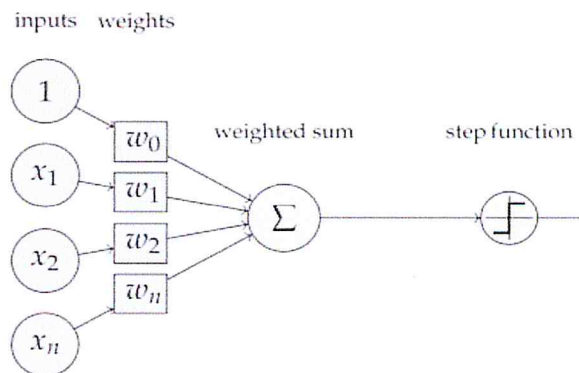 inputs weights
1
w₀
weighted sum
step function
x₁
w₁
Σ
x₂
w₂
wₙ
xₙ